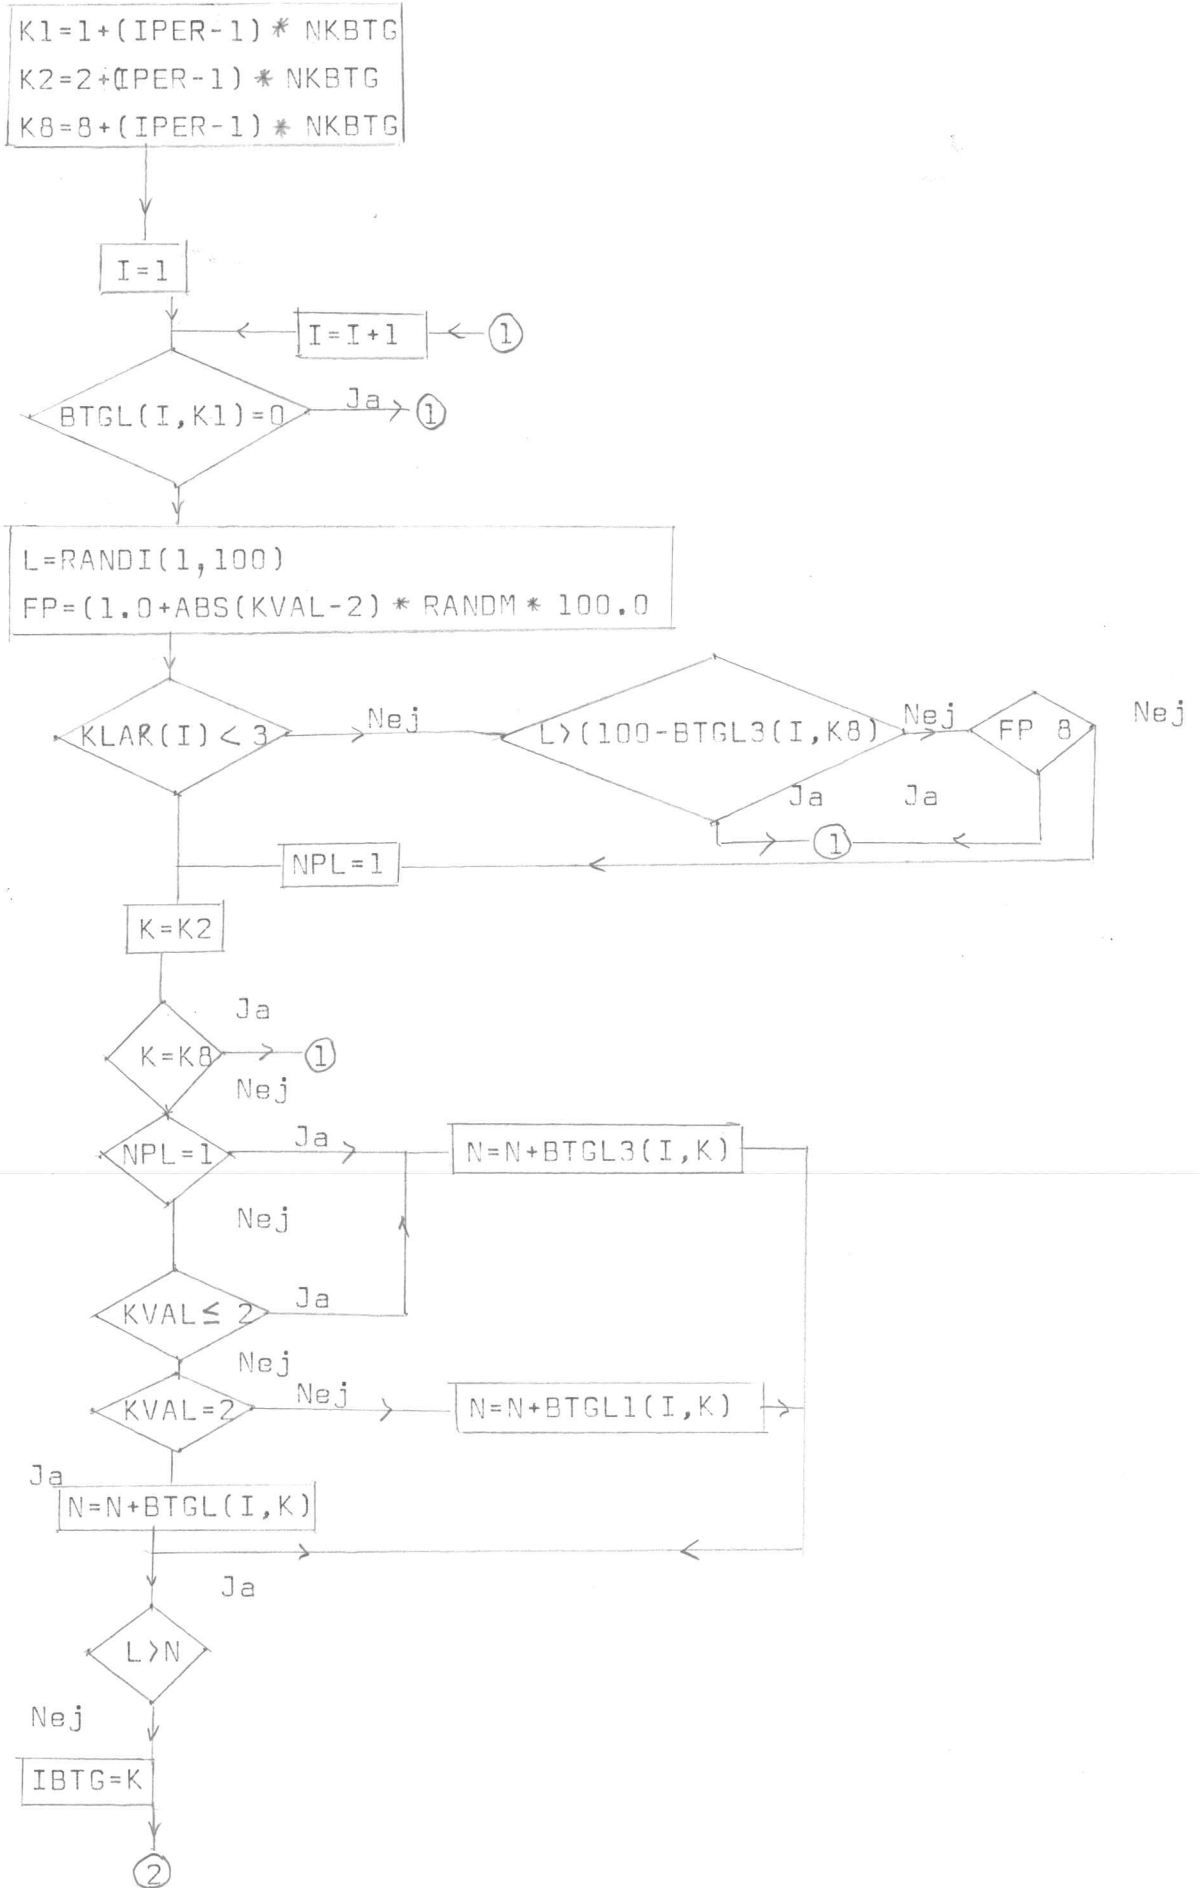 K1=1+(IPER-1)* NKBTG
K2=2+(IPER-1)* NKBTG
K8=8+(IPER-1)* NKBTG
I=1
I=I+1
1
BTGL(I,K1)=0
Ja
1
L=RANDI(1,100)
FP=(1.0+ABS(KVAL-2)*RANDM*100.0
KLAR(I)<3
Nej
L>(100-BTGL3(I,K8)
Nej
FP 8
Nej
Ja
Ja
1
NPL=1
K=K2
Ja
K=K8
1
Nej
NPL=1
Ja
N=N+BTGL3(I,K)
Nej
KVAL≤2
Ja
Nej
KVAL=2
Nej
N=N+BTGL1(I,K)
Ja
N=N+BTGL(I,K)
Ja
L>N
Nej
IBTG=K
2